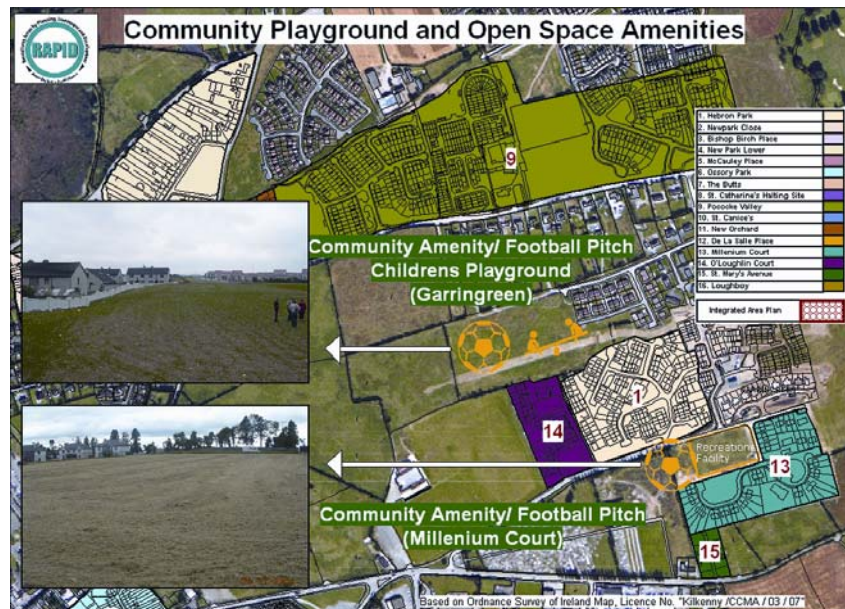 Community Playground and Open Space Amenities
RAPID
1. Hebron Park
2. Newpark Close
3. Bishop Birch Place
4. New Park Lower
5. McCauley Place
6. Ossory Park
7. The Butts
8. St. Catherine's Halting Site
9. Pococke Valley
10. St. Canice's
11. New Orchard
12. De La Salle Place
13. Millenium Court
14. O'Loughlin Court
15. St. Mary's Avenue
16. Loughboy
Integrated Area Plan
9
Community Amenity/ Football Pitch
Childrens Playground
(Garringreen)
1
14
Recreational
Facility
13
Community Amenity/ Football Pitch
(Millenium Court)
15
Based on Ordnance Survey of Ireland Map, Licence No. "Kilkenny /CCMA / 03 / 07"